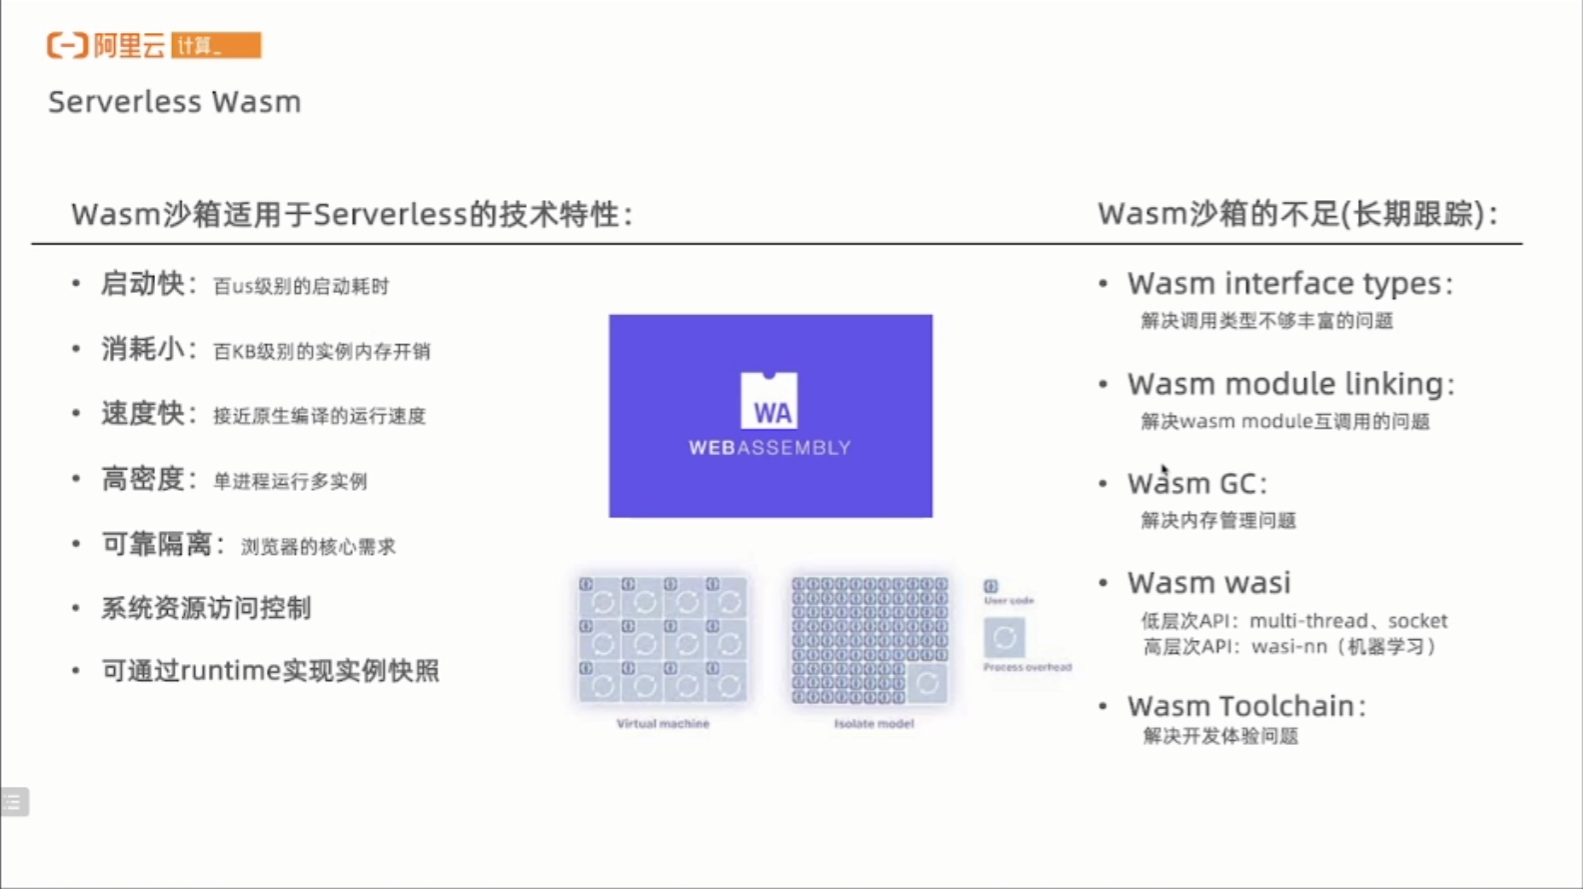 阿里云 计算_
Serverless Wasm
Wasm沙箱适用于Serverless的技术特性：
• 启动快：百us级别的启动耗时
• 消耗小：百KB级别的实例内存开销
• 速度快：接近原生编译的运行速度
• 高密度：单进程运行多实例
• 可靠隔离：浏览器的核心需求
• 系统资源访问控制
• 可通过runtime实现实例快照
WA
WEBASSEMBLY
User code
Process overhead
Virtual machine
Isolate model
Wasm沙箱的不足(长期跟踪)：
• Wasm interface types：
解决调用类型不够丰富的问题
• Wasm module linking：
解决wasm module互调用的问题
• Wasm GC：
解决内存管理问题
• Wasm wasi
低层次API：multi-thread、socket
高层次API：wasi-nn（机器学习）
• Wasm Toolchain：
解决开发体验问题